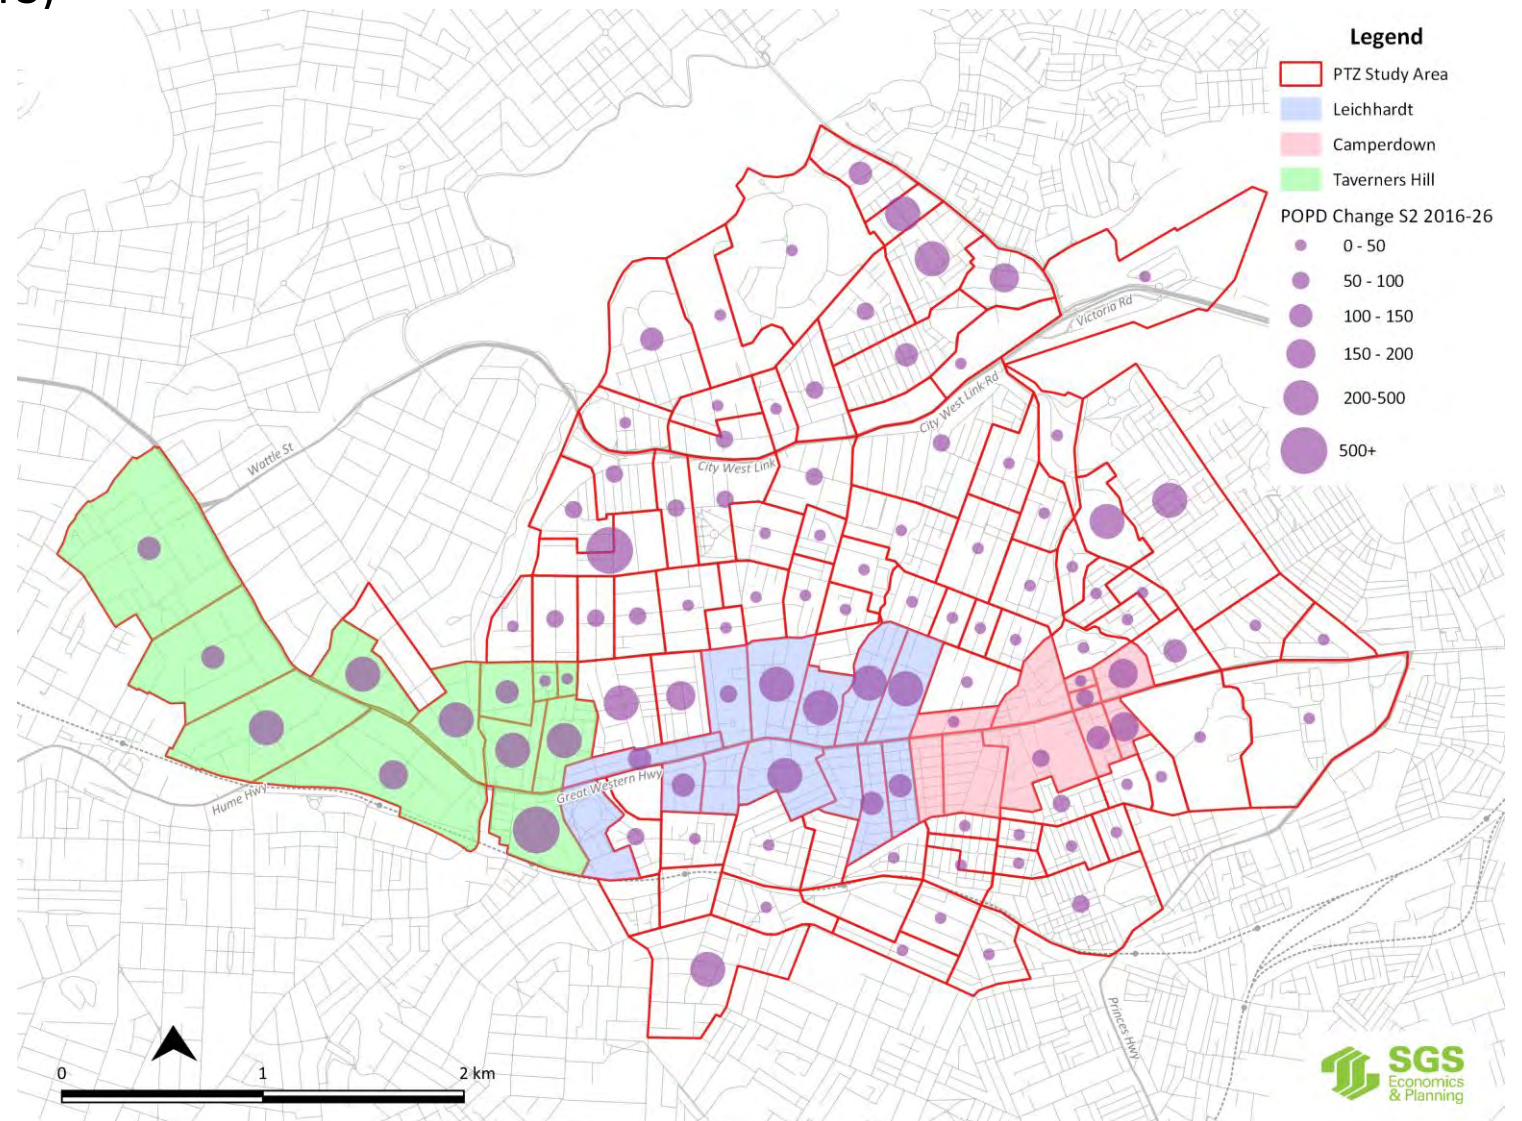 Legend
PTZ Study Area
Leichhardt
Camperdown
Taverners Hill
POPD Change S2 2016-26
0 - 50
50 - 100
100 - 150
150 - 200
200-500
500+
Victoria Rd
City West Link Rd
City West Link
Wattle St
Great Western Hwy
Hume Hwy
Princes Hwy
0 1 2 km
SGS
Economics
& Planning